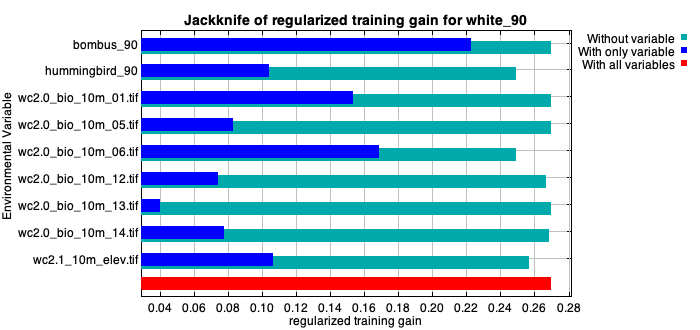 Jackknife of regularized training gain for white_90
Without variable
With only variable
With all variables
Environmental Variable
bombus_90
hummingbird_90
wc2.0_bio_10m_01.tif
wc2.0_bio_10m_05.tif
wc2.0_bio_10m_06.tif
wc2.0_bio_10m_12.tif
wc2.0_bio_10m_13.tif
wc2.0_bio_10m_14.tif
wc2.1_10m_elev.tif
0.04 0.06 0.08 0.10 0.12 0.14 0.16 0.18 0.20 0.22 0.24 0.26 0.28
regularized training gain